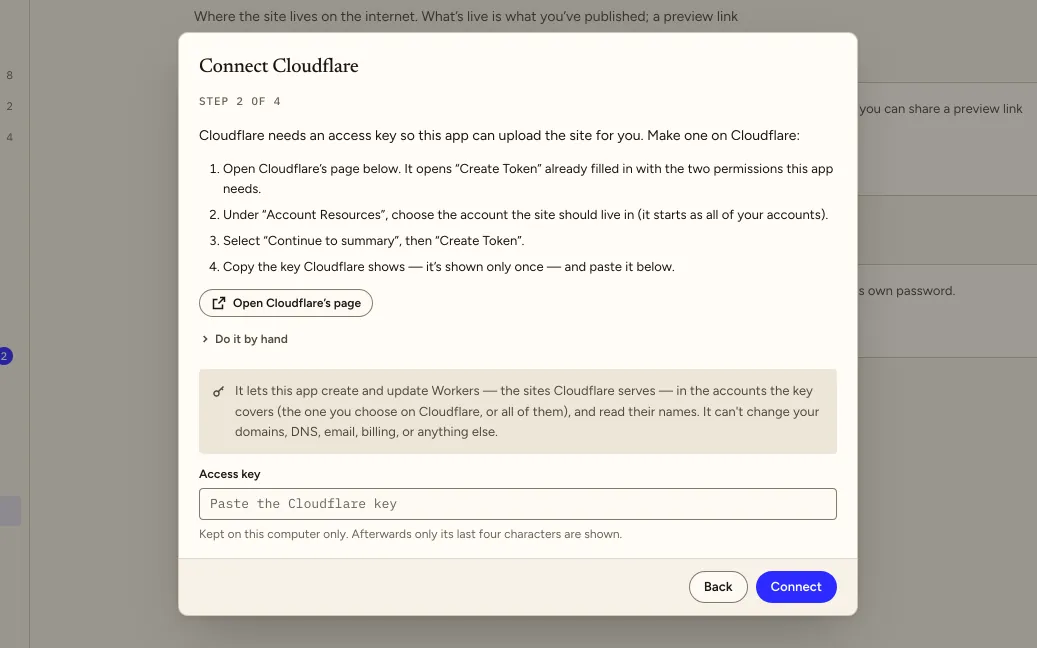 Where the site lives on the internet. What's live is what you've published; a preview link
8
2
4
2
Connect Cloudflare
STEP 2 OF 4
Cloudflare needs an access key so this app can upload the site for you. Make one on Cloudflare:
1. Open Cloudflare's page below. It opens “Create Token” already filled in with the two permissions this app
needs.
2. Under “Account Resources”, choose the account the site should live in (it starts as all of your accounts).
3. Select “Continue to summary”, then “Create Token”.
4. Copy the key Cloudflare shows — it's shown only once — and paste it below.
Open Cloudflare's page
Do it by hand
It lets this app create and update Workers — the sites Cloudflare serves — in the accounts the key
covers (the one you choose on Cloudflare, or all of them), and read their names. It can't change your
domains, DNS, email, billing, or anything else.
Access key
Paste the Cloudflare key
Kept on this computer only. Afterwards only its last four characters are shown.
Back
Connect
you can share a preview link
s own password.